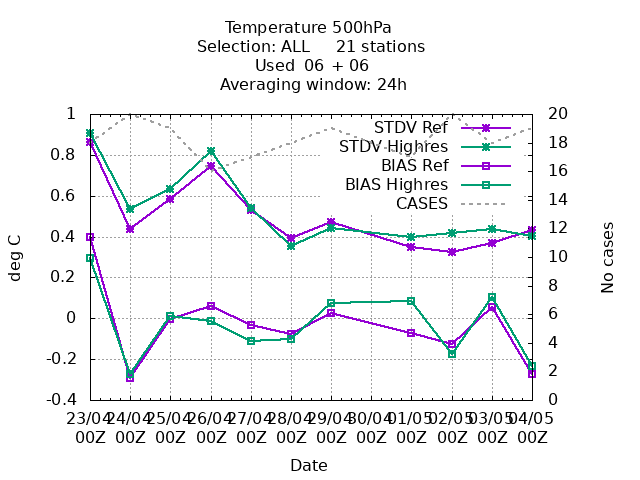 Temperature 500hPa
Selection: ALL     21 stations
Used  06 + 06
Averaging window: 24h
1
0.8
0.6
0.4
0.2
0
-0.2
-0.4
20
18
16
14
12
10
8
6
4
2
0
deg C
No cases
STDV Ref
STDV Highres
BIAS Ref
BIAS Highres
CASES
23/04 24/04 25/04 26/04 27/04 28/04 29/04 30/04 01/05 02/05 03/05 04/05
00Z 00Z 00Z 00Z 00Z 00Z 00Z 00Z 00Z 00Z 00Z 00Z
Date